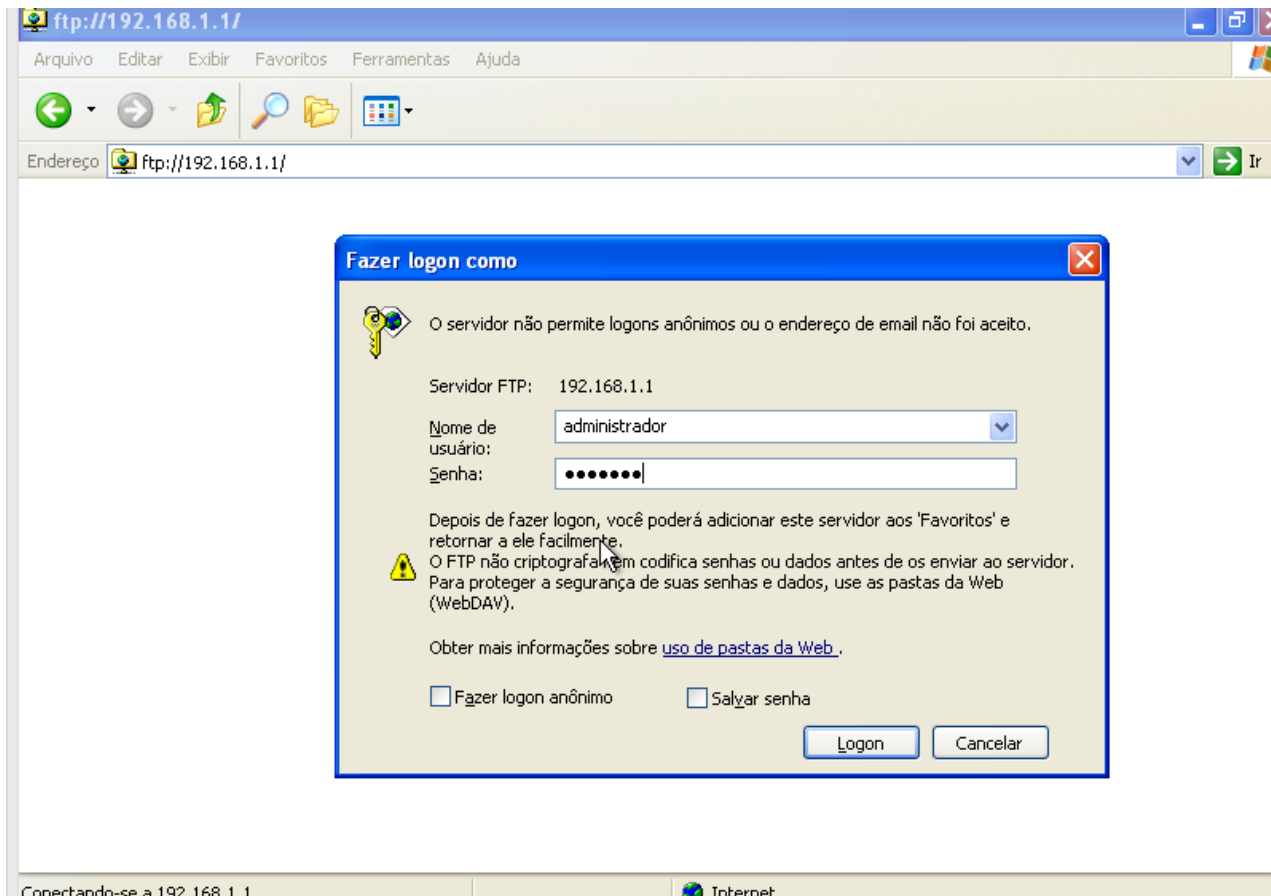 ftp://192.168.1.1/
Arquivo Editar Exibir Favoritos Ferramentas Ajuda
Endereço ftp://192.168.1.1/ Ir
Fazer logon como
O servidor não permite logons anônimos ou o endereço de email não foi aceito.
Servidor FTP: 192.168.1.1
Nome de usuário: administrador
Senha: •••••••
Depois de fazer logon, você poderá adicionar este servidor aos 'Favoritos' e
retornar a ele facilmente.
O FTP não criptografa nem codifica senhas ou dados antes de os enviar ao servidor.
Para proteger a segurança de suas senhas e dados, use as pastas da Web
(WebDAV).
Obter mais informações sobre uso de pastas da Web .
Fazer logon anônimo Salvar senha
Logon Cancelar
Conectando-se a 192.168.1.1 Internet